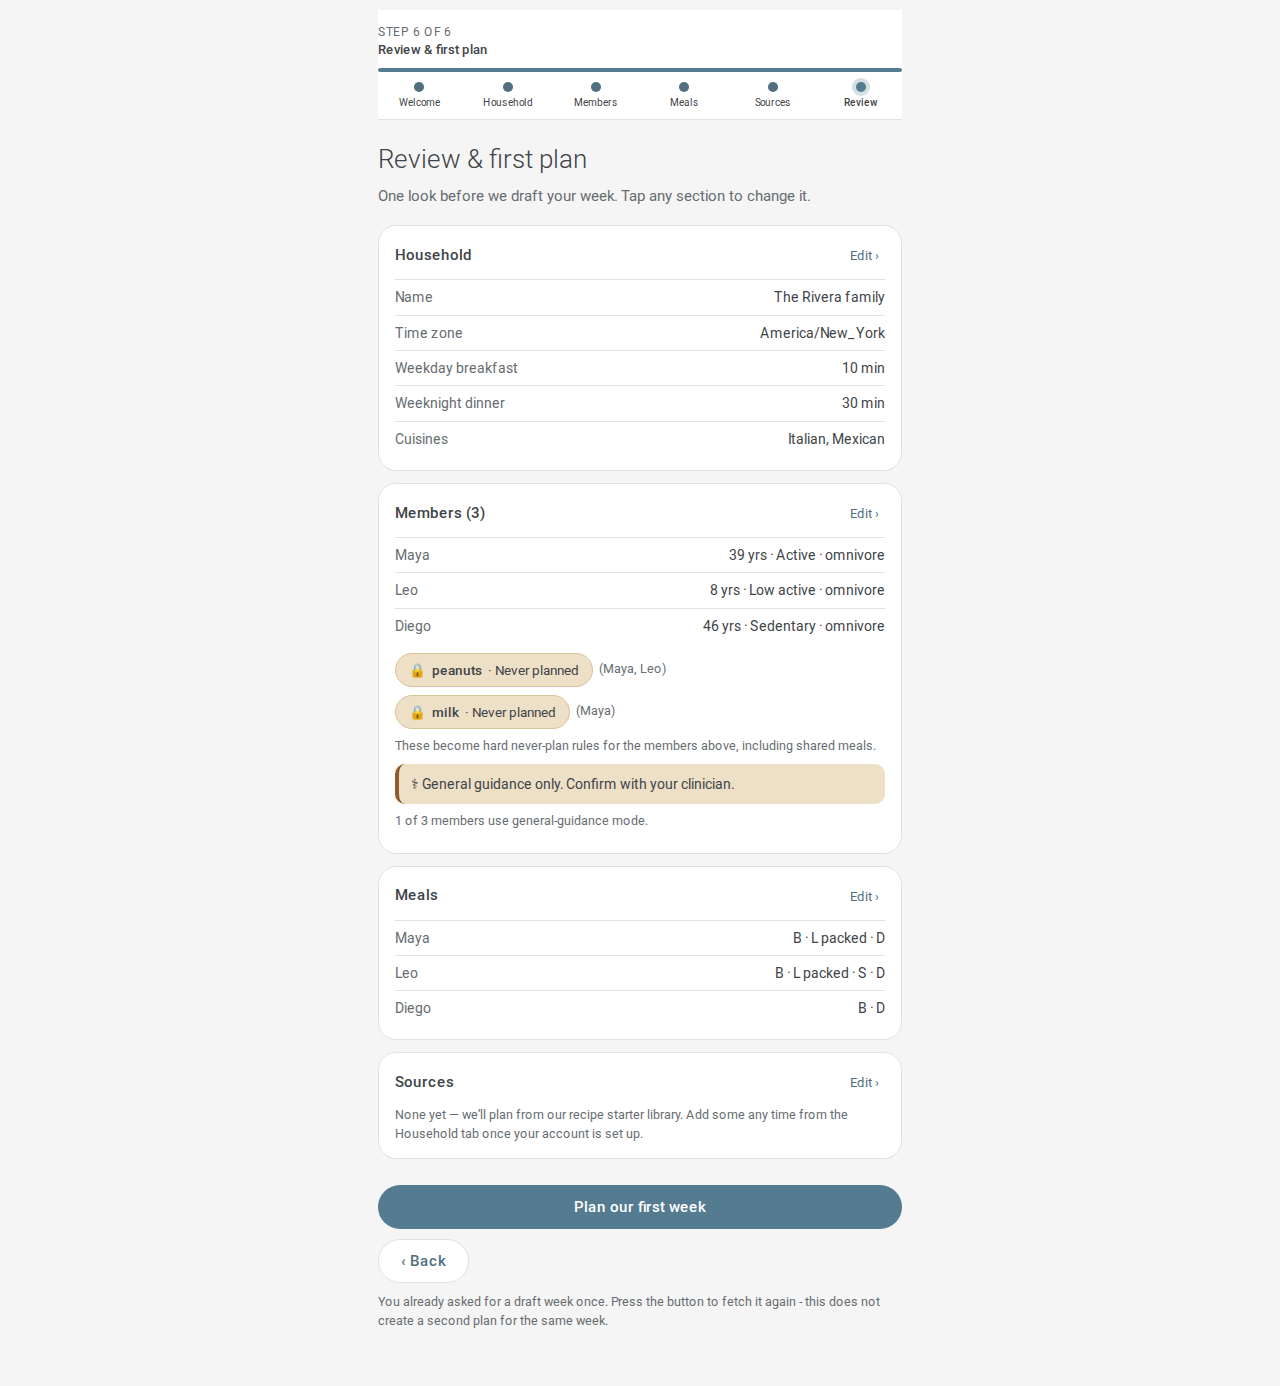 STEP 6 OF 6
Review & first plan
Welcome Household Members Meals Sources Review
Review & first plan
One look before we draft your week. Tap any section to change it.
Household Edit ›
Name The Rivera family
Time zone America/New_York
Weekday breakfast 10 min
Weeknight dinner 30 min
Cuisines Italian, Mexican
Members (3) Edit ›
Maya 39 yrs · Active · omnivore
Leo 8 yrs · Low active · omnivore
Diego 46 yrs · Sedentary · omnivore
🔒 peanuts · Never planned (Maya, Leo)
🔒 milk · Never planned (Maya)
These become hard never-plan rules for the members above, including shared meals.
⚕ General guidance only. Confirm with your clinician.
1 of 3 members use general-guidance mode.
Meals Edit ›
Maya B · L packed · D
Leo B · L packed · S · D
Diego B · D
Sources Edit ›
None yet — we'll plan from our recipe starter library. Add some any time from the
Household tab once your account is set up.
Plan our first week
‹ Back
You already asked for a draft week once. Press the button to fetch it again - this does not
create a second plan for the same week.